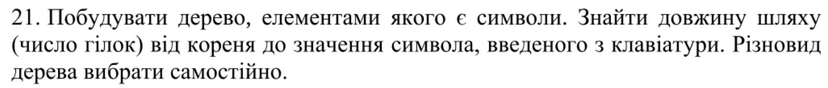 21. Побудувати дерево, елементами якого є символи. Знайти довжину шляху
(число гілок) від кореня до значення символа, введеного з клавіатури. Різновид
дерева вибрати самостійно.